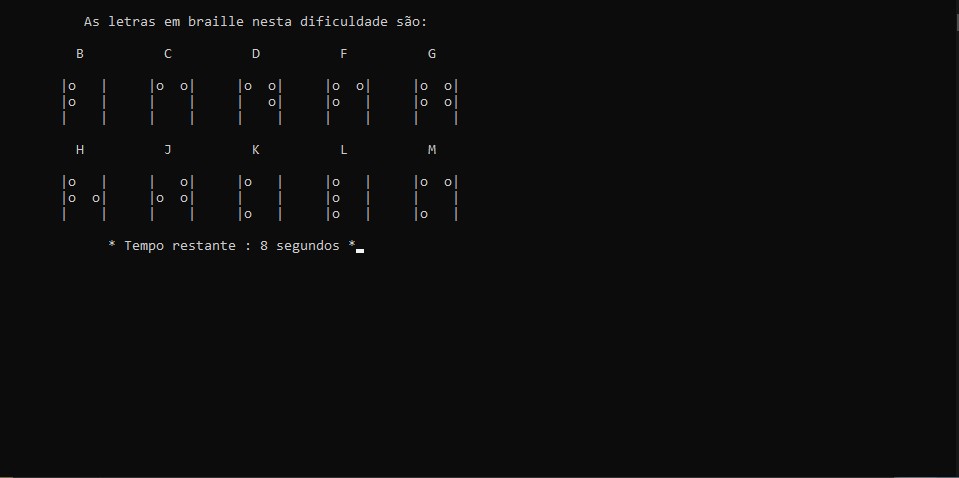 As letras em braille nesta dificuldade são:
B C D F G
|o   | |o  o| |o  o| |o  o| |o  o|
|o   | |    | |   o| |o   | |o  o|
|    | |    | |    | |    | |    |
H J K L M
|o   | |   o| |o   | |o   | |o  o|
|o  o| |o  o| |    | |o   | |    |
|    | |    | |o   | |o   | |o   |
* Tempo restante : 8 segundos *